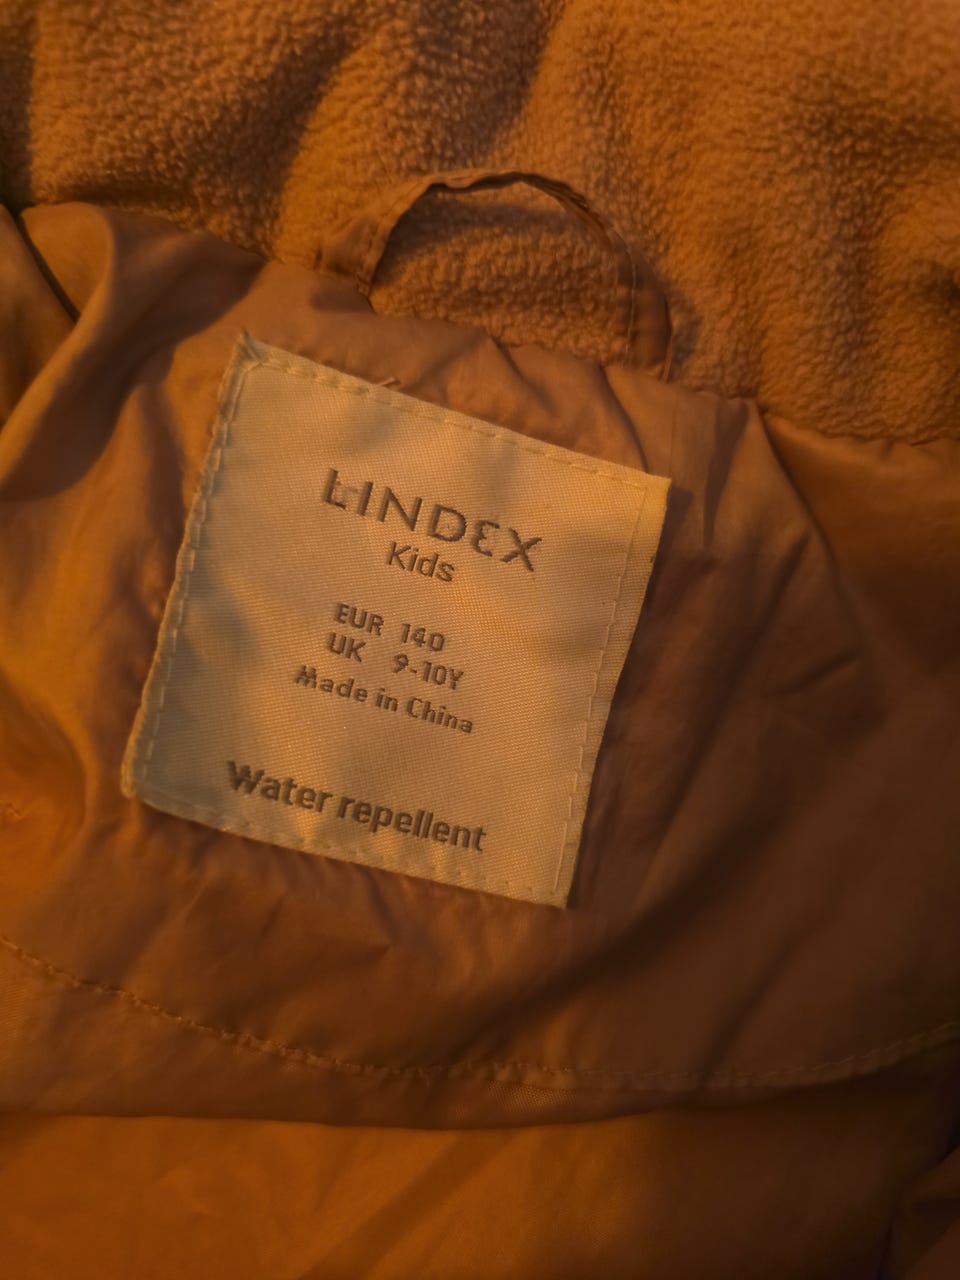 LINDEX
Kids
EUR 140
UK 9-10Y
Made in China
Water repellent